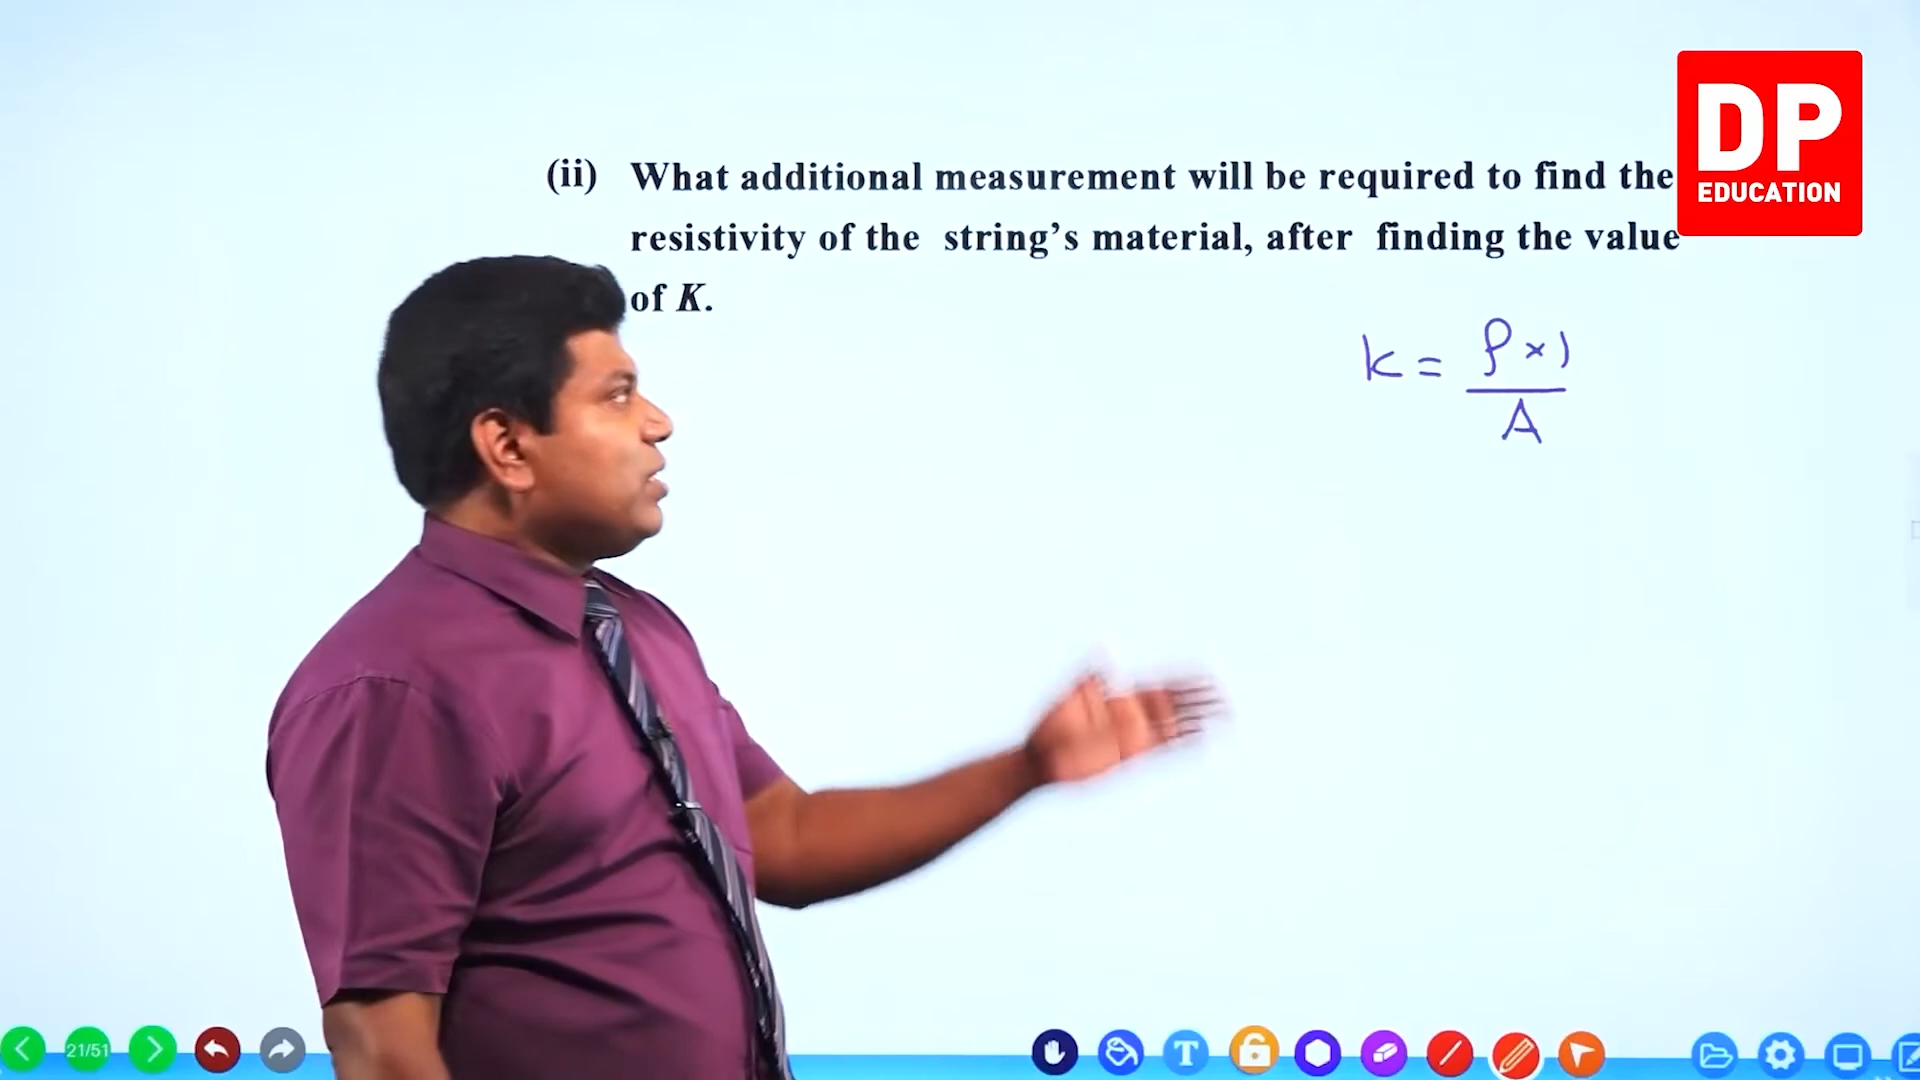 DP
EDUCATION
(ii) What additional measurement will be required to find the
resistivity of the string’s material, after finding the value
of K.
k = ρ × 1
A
21/51
T